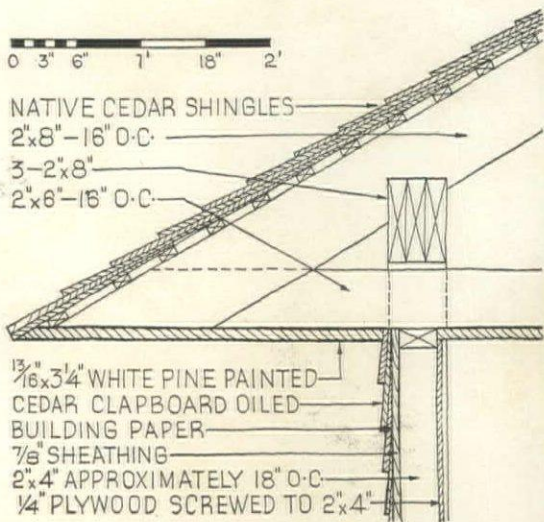 0 3" 6" 1' 18" 2'
NATIVE CEDAR SHINGLES
2"x8"-16" O.C.
3-2"x8"
2"x6"-16" O.C.
13/16"x3 1/4" WHITE PINE PAINTED
CEDAR CLAPBOARD OILED
BUILDING PAPER
7/8" SHEATHING
2"x4" APPROXIMATELY 18" O.C
1/4" PLYWOOD SCREWED TO 2"x4"